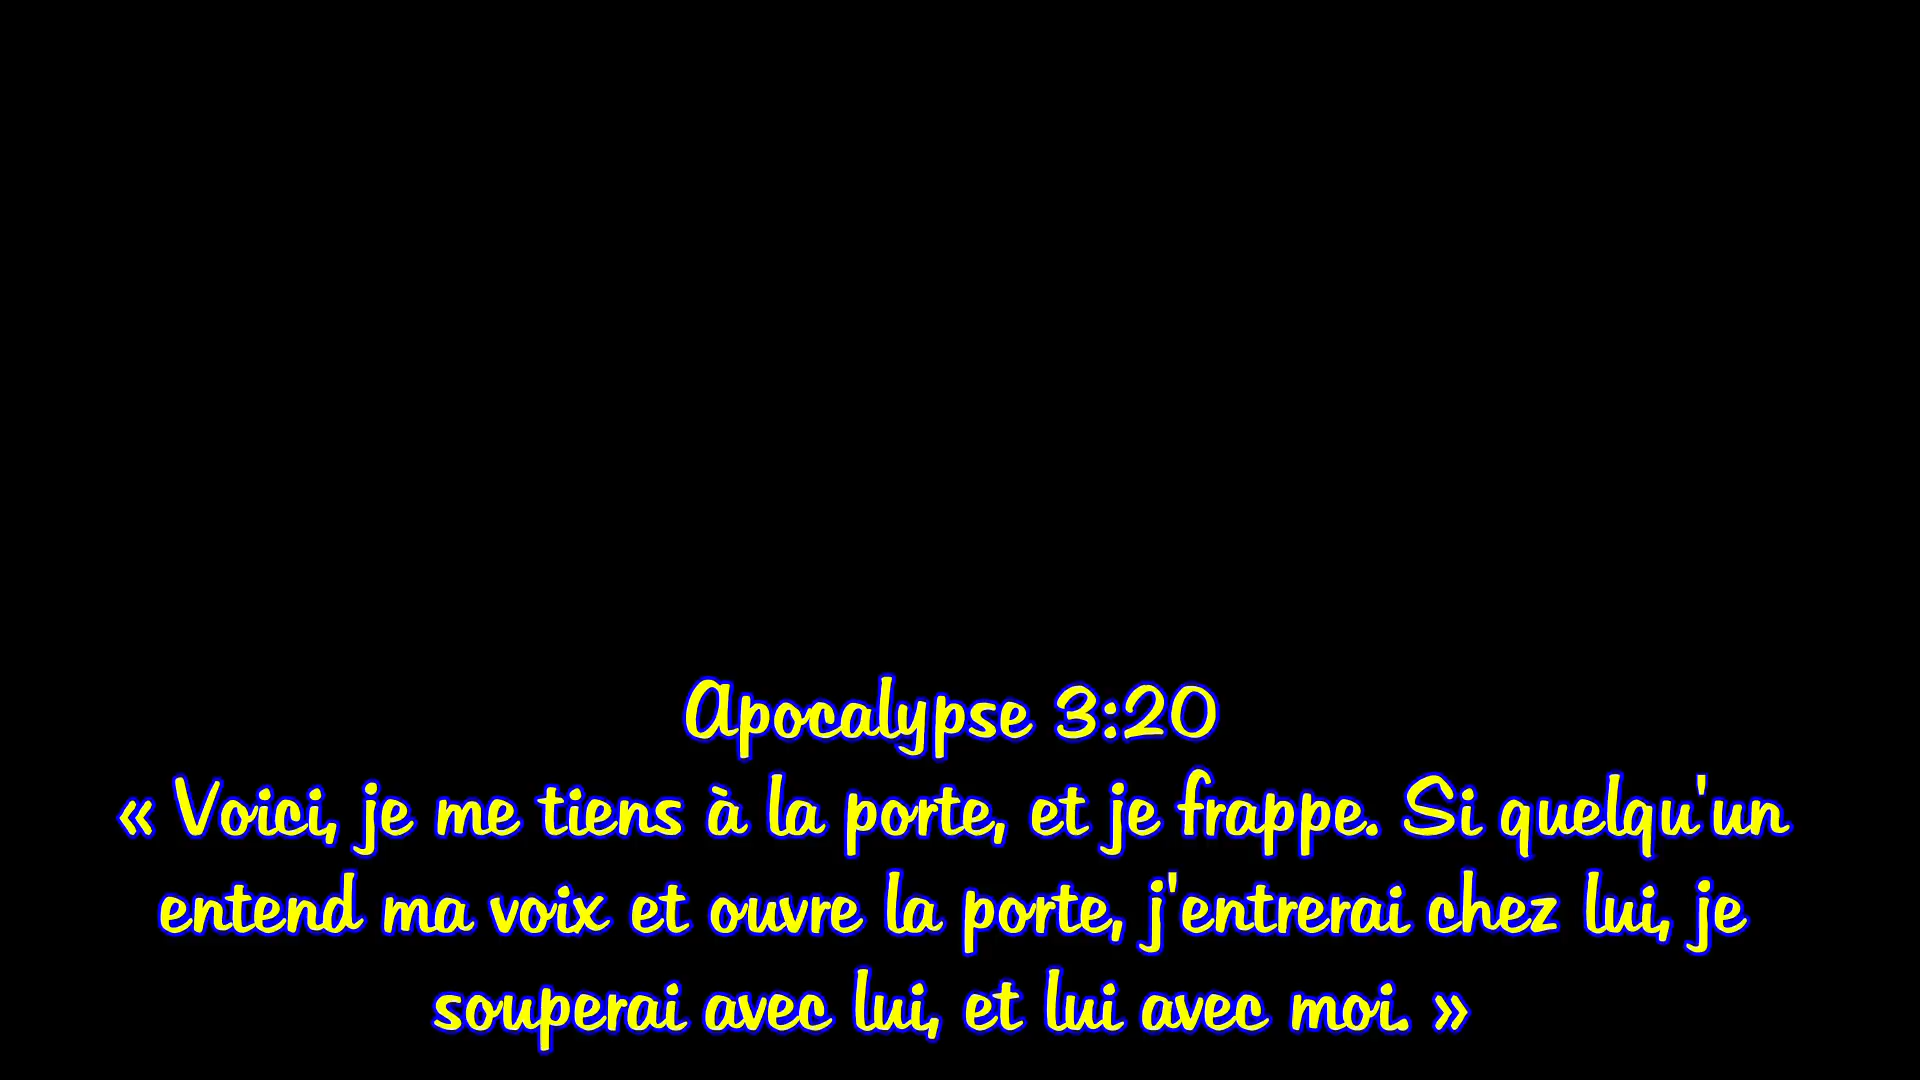 Apocalypse 3:20
« Voici, je me tiens à la porte, et je frappe. Si quelqu'un
entend ma voix et ouvre la porte, j'entrerai chez lui, je
souperai avec lui, et lui avec moi. »